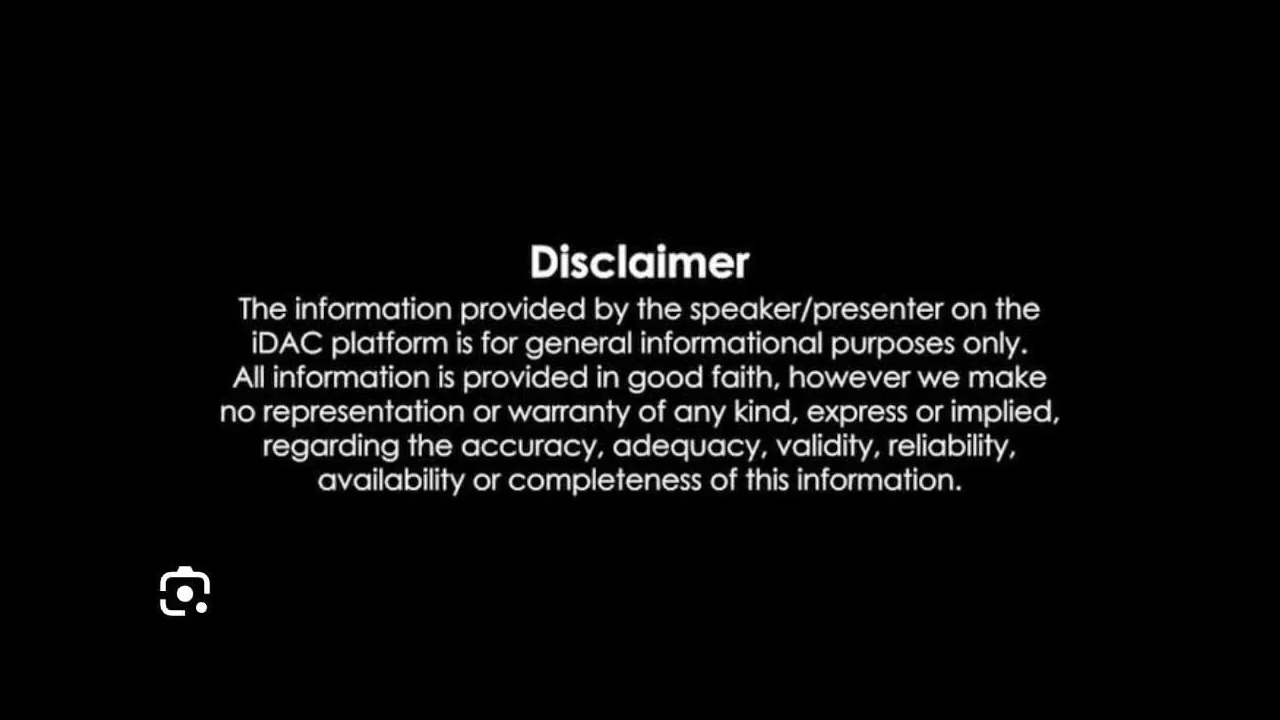 Disclaimer
The information provided by the speaker/presenter on the
iDAC platform is for general informational purposes only.
All information is provided in good faith, however we make
no representation or warranty of any kind, express or implied,
regarding the accuracy, adequacy, validity, reliability,
availability or completeness of this information.